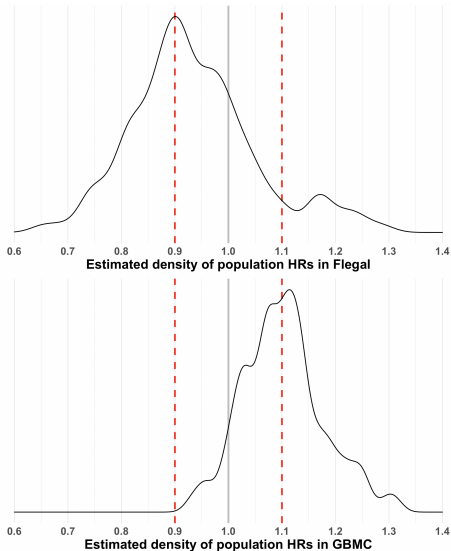 0.6 0.7 0.8 0.9 1.0 1.1 1.2 1.3 1.4
Estimated density of population HRs in Flegal
0.6 0.7 0.8 0.9 1.0 1.1 1.2 1.3 1.4
Estimated density of population HRs in GBMC